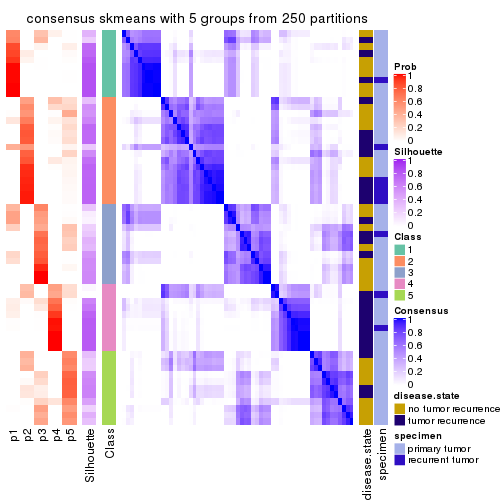 consensus skmeans with 5 groups from 250 partitions
Prob
1
0.8
0.6
0.4
0.2
0
Silhouette
1
0.8
0.6
0.4
0.2
0
Class
1
2
3
4
5
Consensus
1
0.8
0.6
0.4
0.2
0
disease.state
no tumor recurrence
tumor recurrence
specimen
primary tumor
recurrent tumor
p1
p2
p3
p4
p5
Silhouette
Class
disease.state
specimen